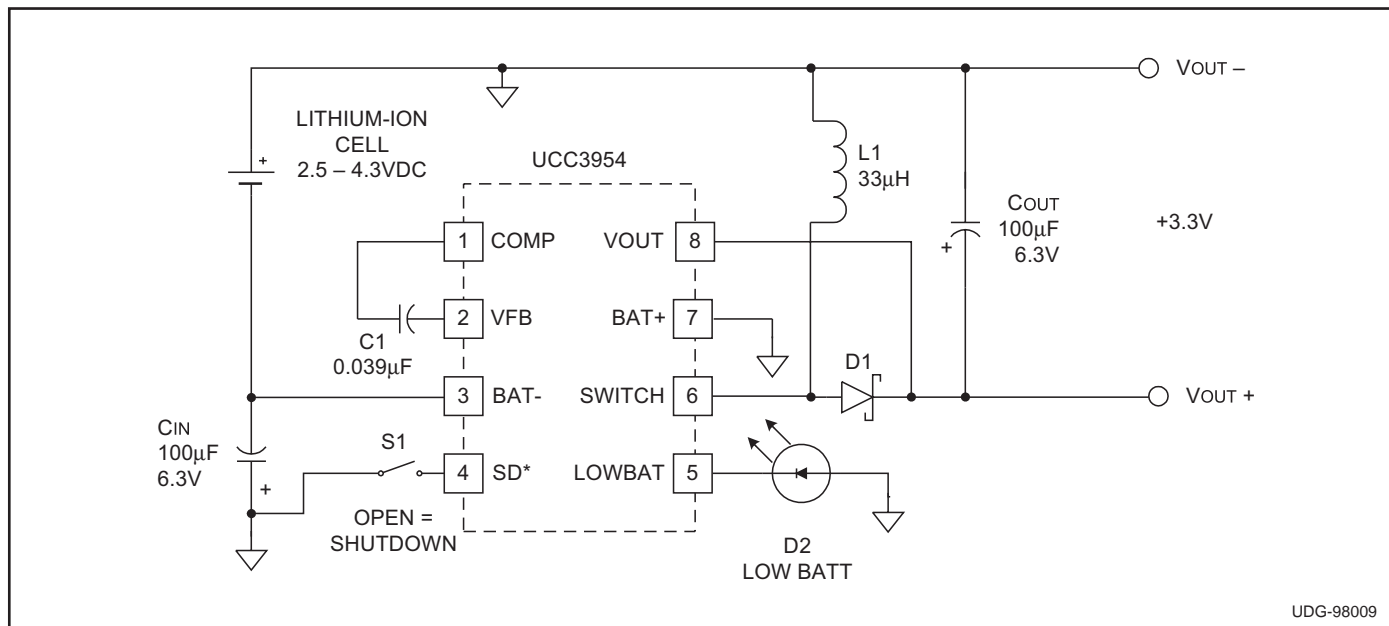 VOUT –
LITHIUM-ION
CELL
2.5 – 4.3VDC
+
UCC3954
L1
33µH
COUT
100µF
6.3V
+
+3.3V
1 COMP
VOUT 8
2 VFB
BAT+ 7
C1
0.039µF
D1
3 BAT-
SWITCH 6
VOUT +
CIN
100µF
6.3V
+
S1
4 SD*
LOWBAT 5
OPEN =
SHUTDOWN
D2
LOW BATT
UDG-98009